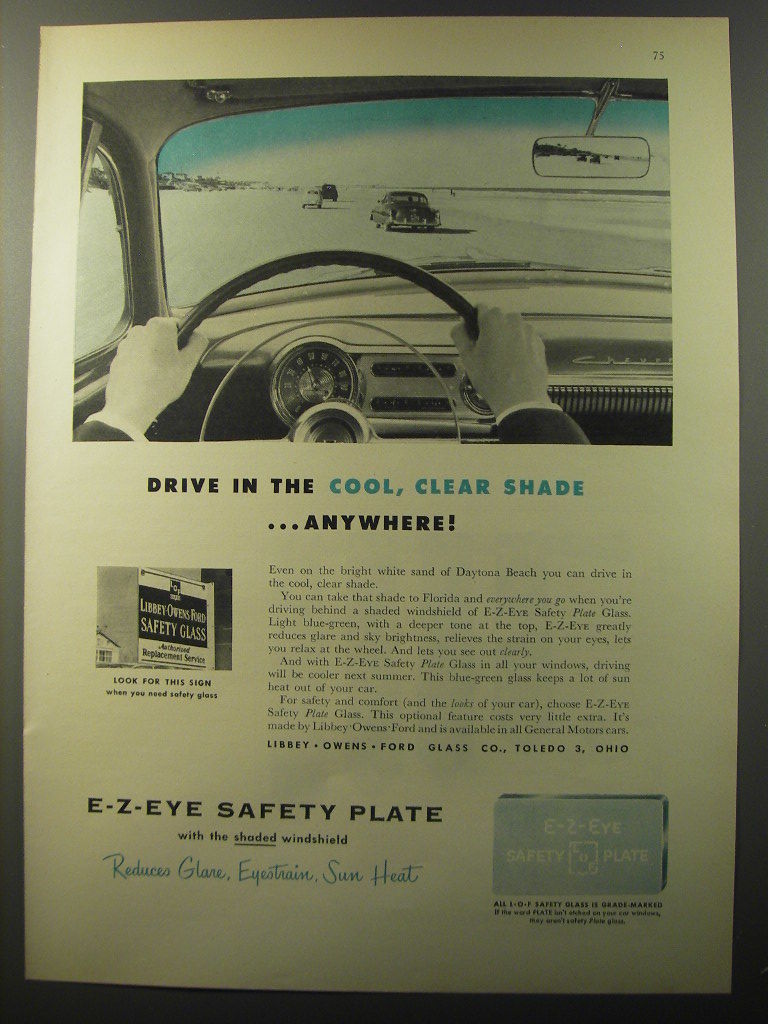 75
Chevr
DRIVE IN THE COOL, CLEAR SHADE
...ANYWHERE!
L·O·F
LIBBEY·OWENS·FORD
SAFETY GLASS
Authorized
Replacement Service
LOOK FOR THIS SIGN
when you need safety glass
Even on the bright white sand of Daytona Beach you can drive in
the cool, clear shade.
You can take that shade to Florida and everywhere you go when you're
driving behind a shaded windshield of E-Z-EYE Safety Plate Glass.
Light blue-green, with a deeper tone at the top, E-Z-EYE greatly
reduces glare and sky brightness, relieves the strain on your eyes, lets
you relax at the wheel. And lets you see out clearly.
And with E-Z-EYE Safety Plate Glass in all your windows, driving
will be cooler next summer. This blue-green glass keeps a lot of sun
heat out of your car.
For safety and comfort (and the looks of your car), choose E-Z-EYE
Safety Plate Glass. This optional feature costs very little extra. It's
made by Libbey·Owens·Ford and is available in all General Motors cars.
LIBBEY • OWENS • FORD GLASS CO., TOLEDO 3, OHIO
E-Z-EYE SAFETY PLATE
with the shaded windshield
Reduces Glare, Eyestrain, Sun Heat
E-Z-EYE
SAFETY LOF PLATE
ALL L·O·F SAFETY GLASS IS GRADE-MARKED
If the word PLATE isn't etched on your car windows,
they aren't safety Plate glass.